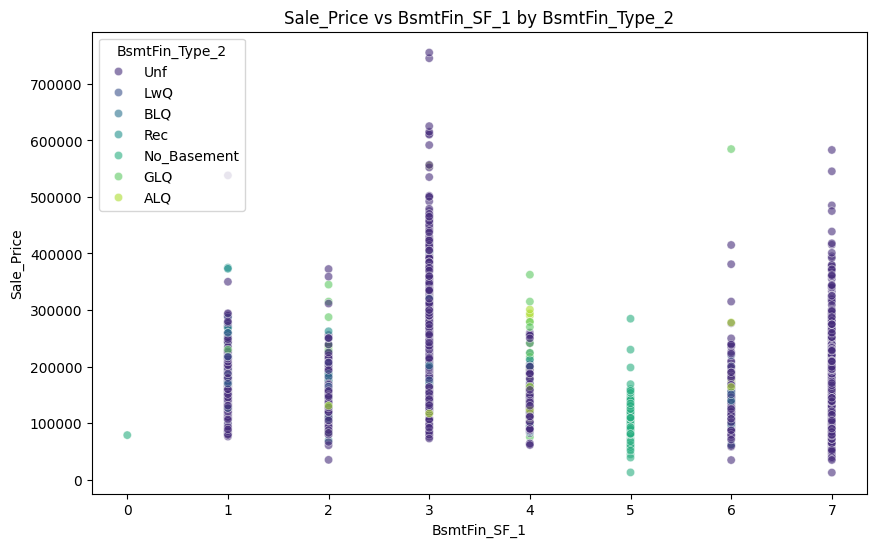 Sale_Price vs BsmtFin_SF_1 by BsmtFin_Type_2
BsmtFin_Type_2
Unf
LwQ
BLQ
Rec
No_Basement
GLQ
ALQ
Sale_Price
700000
600000
500000
400000
300000
200000
100000
0
0 1 2 3 4 5 6 7
BsmtFin_SF_1